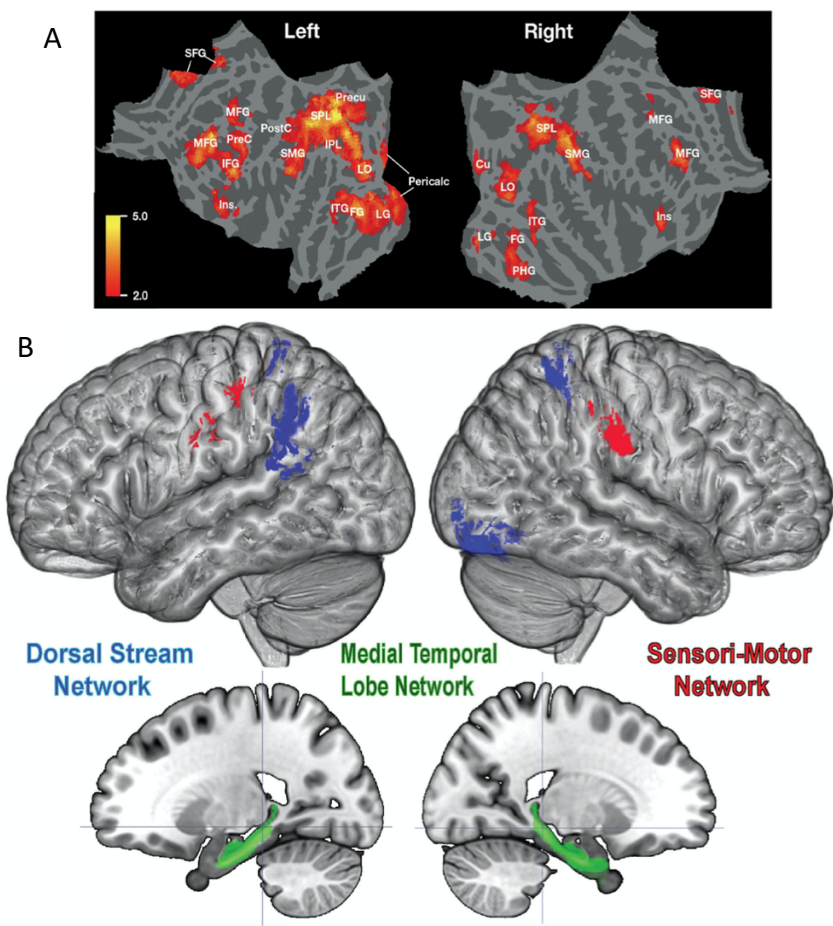 A
Left
Right
SFG
MFG
Precu
SPL
PostC
MFG
PreC
IPL
SMG
IFG
LO
Pericalc
Ins.
ITG
FG
LG
5.0
2.0
SFG
MFG
SPL
SMG
MFG
Cu
LO
ITG
Ins
LG
FG
PHG
B
Dorsal Stream
Network
Medial Temporal
Lobe Network
Sensori-Motor
Network